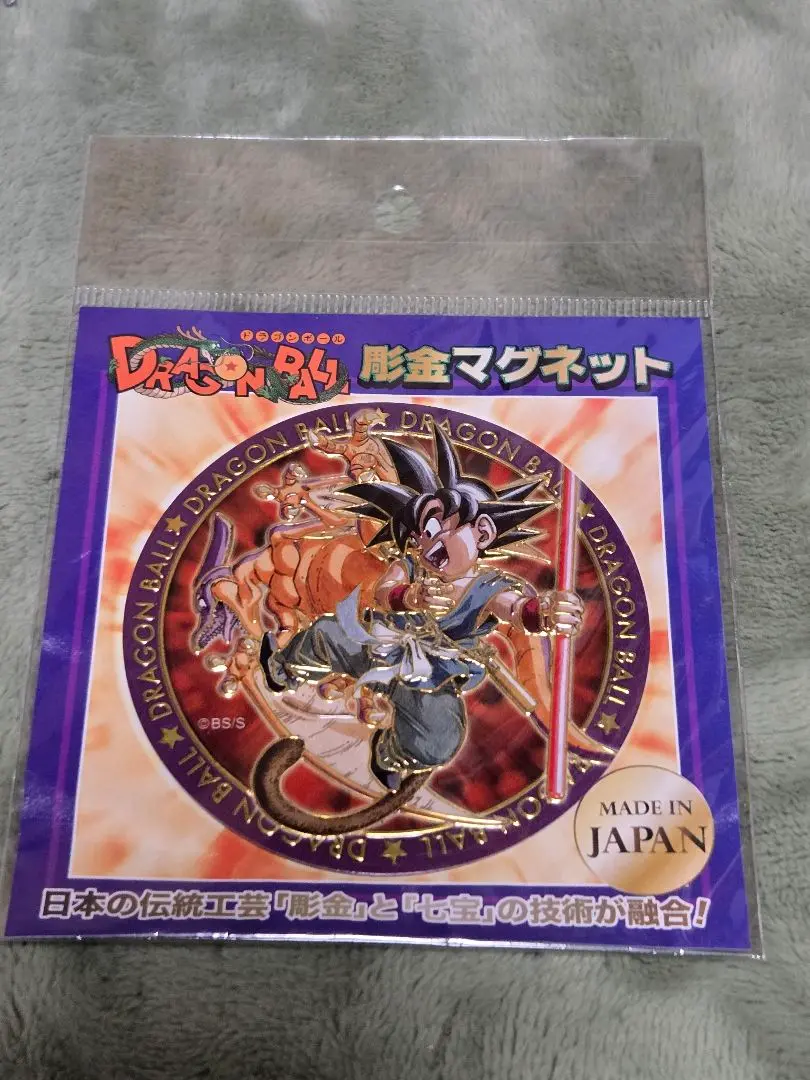 ドラゴンボール
DRAGON BALL
彫金マグネット
DRAGON BALL ★ DRAGON BALL ★ DRAGON BALL ★ DRAGON BALL ★ DRAGON BALL ★ DRAGON BALL ★ DRAGON BALL ★
©BS/S
MADE IN
JAPAN
日本の伝統工芸「彫金」と『七宝』の技術が融合!